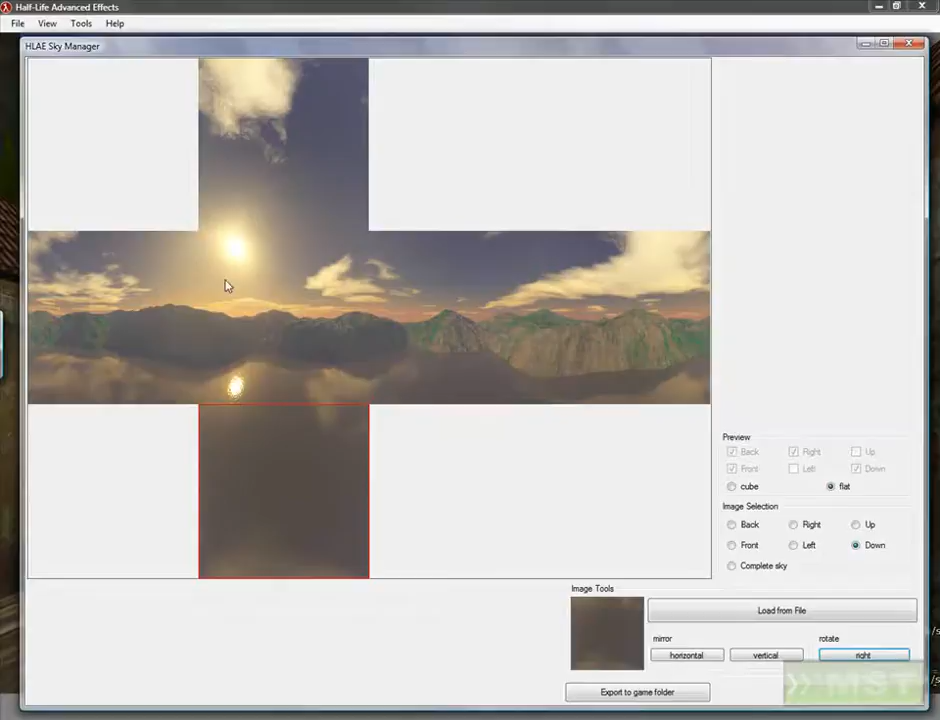 Half-Life Advanced Effects
File View Tools Help
HLAE Sky Manager
Preview
Back Right Up
Front Left Down
cube flat
Image Selection
Back Right Up
Front Left Down
Complete sky
Image Tools
Load from File
mirror rotate
horizontal vertical right
Export to game folder
>> MST